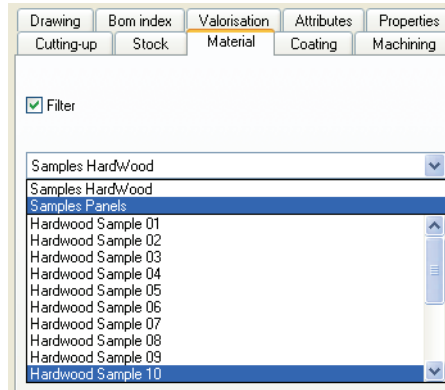 Drawing Bom index Valorisation Attributes Properties
Cutting-up Stock Material Coating Machining
Filter
Samples HardWood
Samples HardWood
Samples Panels
Hardwood Sample 01
Hardwood Sample 02
Hardwood Sample 03
Hardwood Sample 04
Hardwood Sample 05
Hardwood Sample 06
Hardwood Sample 07
Hardwood Sample 08
Hardwood Sample 09
Hardwood Sample 10